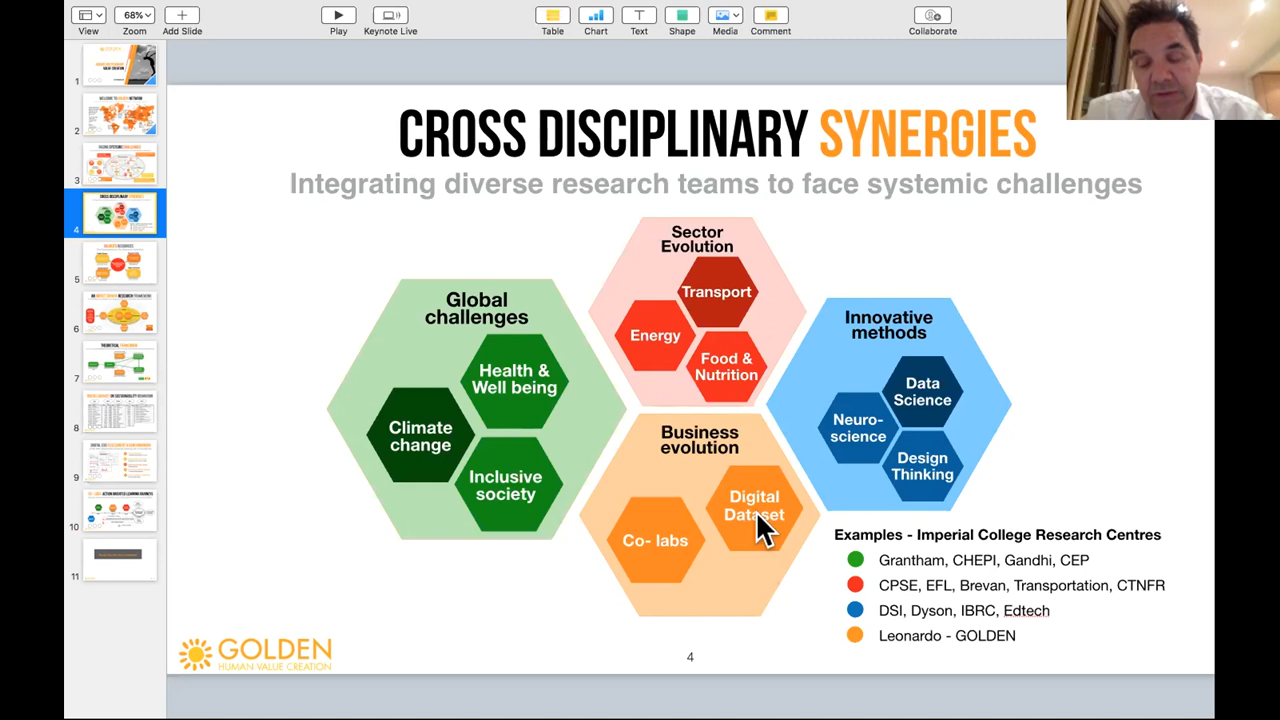 View
68%
Zoom
Add Slide
Play
Keynote Live
Table
Chart
Text
Shape
Media
Comment
Collaborate
1
2
3
4
5
6
7
8
9
10
11
CROSS DISCIPLINARY SYNERGIES
Integrating diverse research teams to face systemic challenges
Sector
Evolution
Transport
Energy
Food &
Nutrition
Global
challenges
Health &
Well being
Climate
change
Inclusive
society
Innovative
methods
Data
Science
Neuro-
science
Design
Thinking
Business
evolution
Digital
Dataset
Co- labs
Examples - Imperial College Research Centres
Grantham, CHEPI, Gandhi, CEP
CPSE, EFL, Brevan, Transportation, CTNFR
DSI, Dyson, IBRC, Edtech
Leonardo - GOLDEN
GOLDEN
HUMAN VALUE CREATION
4